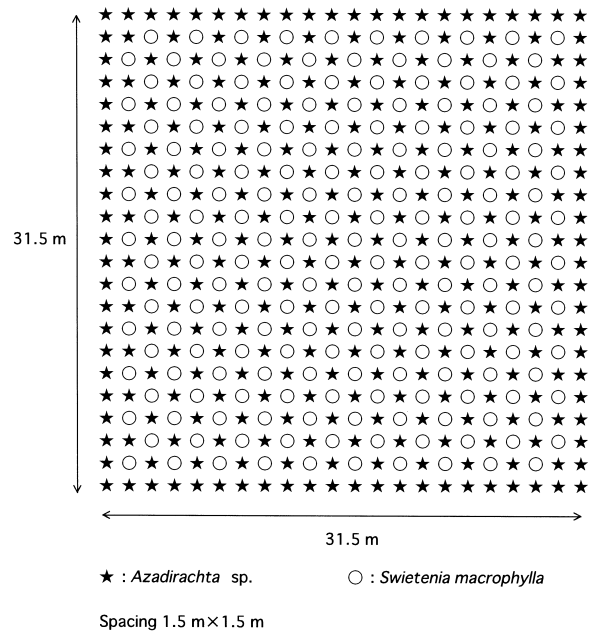 31.5 m
31.5 m
★ : Azadirachta sp.
○ : Swietenia macrophylla
Spacing 1.5 m×1.5 m